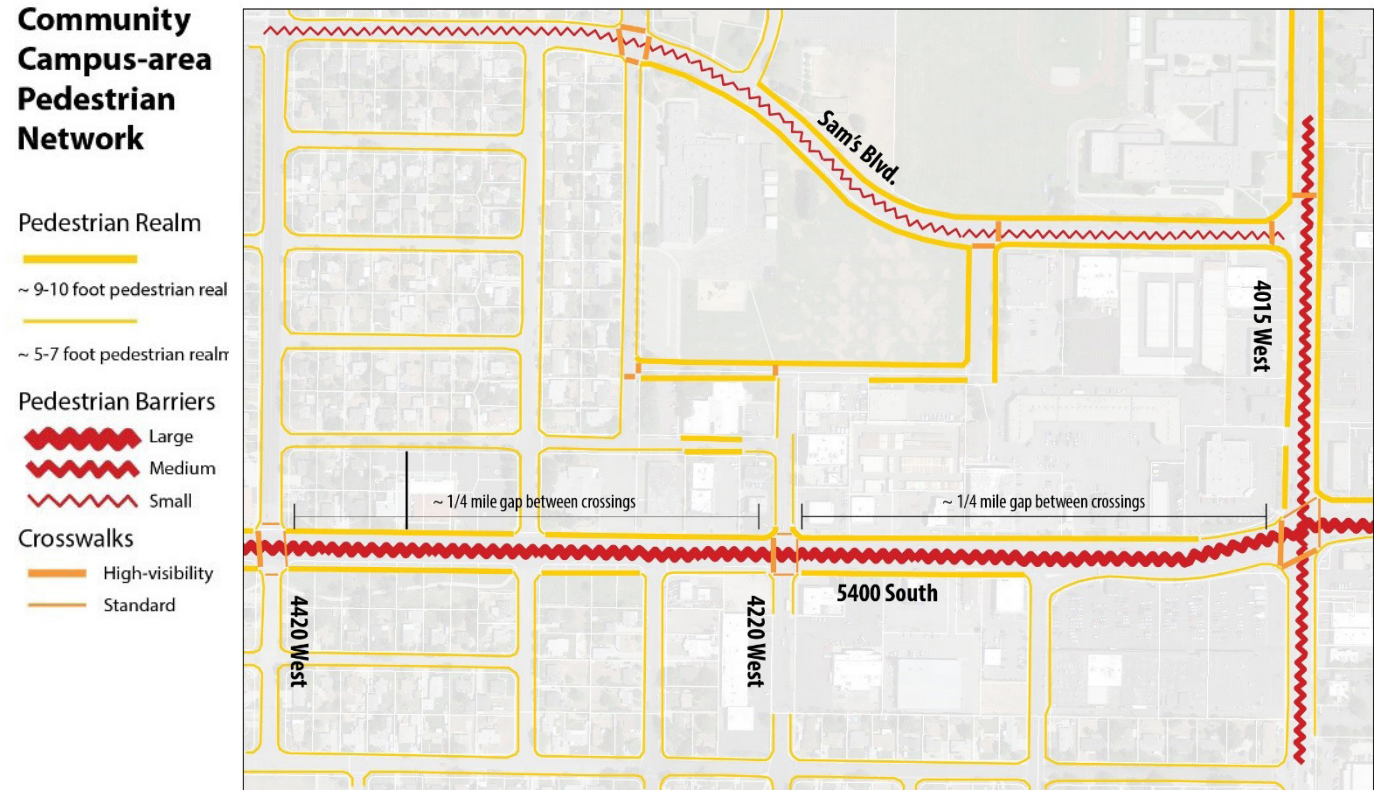 Community
Campus-area
Pedestrian
Network
Pedestrian Realm
~ 9-10 foot pedestrian real
~ 5-7 foot pedestrian realm
Pedestrian Barriers
Large
Medium
Small
Crosswalks
High-visibility
Standard
Sam's Blvd.
4015 West
~ 1/4 mile gap between crossings
~ 1/4 mile gap between crossings
5400 South
4420 West
4220 West